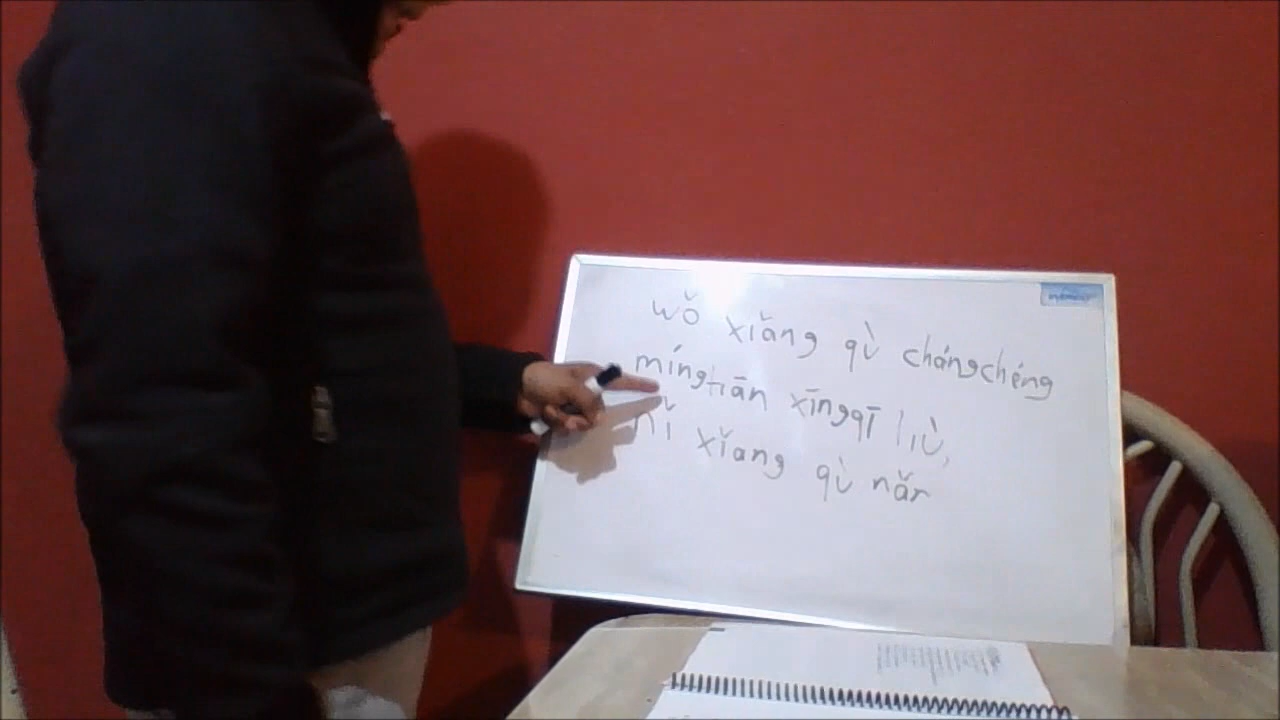 wǒ xiǎng qù chángchéng
míngtiān xīngqī liù,
nǐ xiǎng qù nǎr